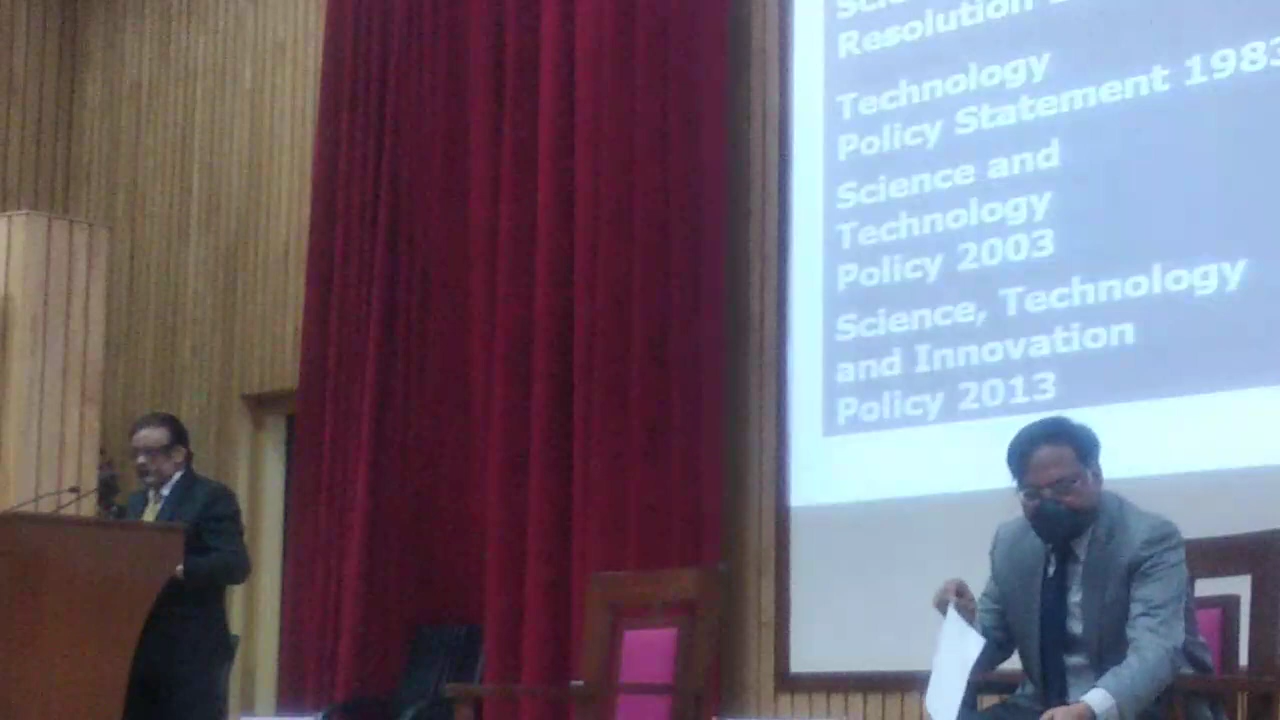 Resolution
Technology
Policy Statement 1983
Science and
Technology
Policy 2003
Science, Technology
and Innovation
Policy 2013